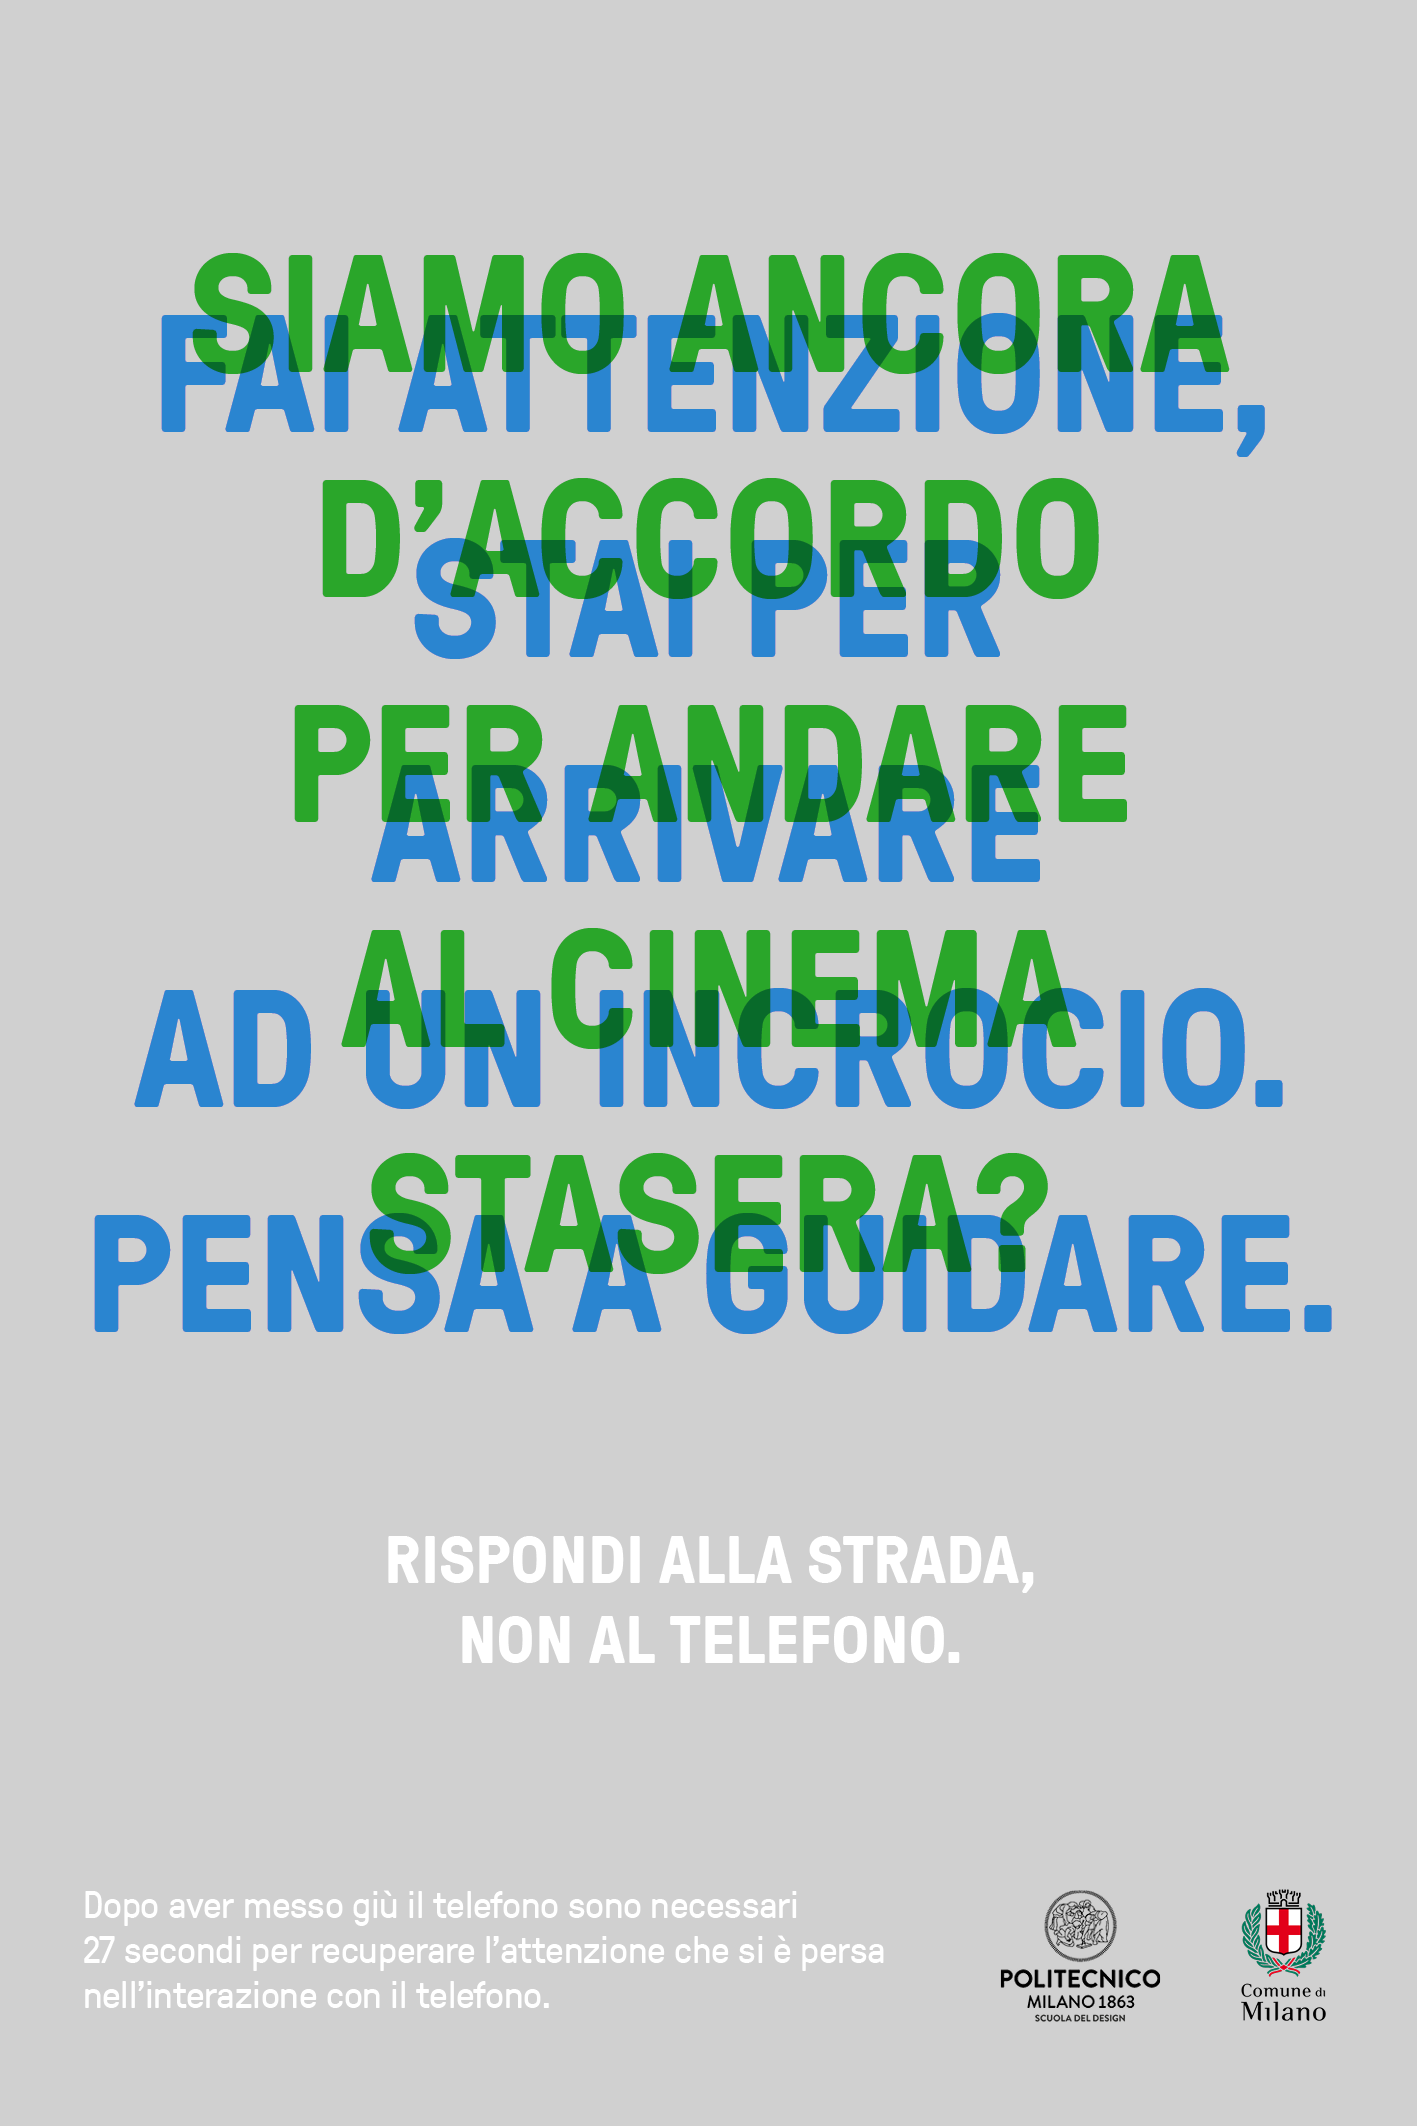 SIAMO ANCORA
FAI ATTENZIONE,
D’ACCORDO
STAI PER
PER ANDARE
ARRIVARE
AL CINEMA
AD UN INCROCIO.
STASERA?
PENSA A GUIDARE.
RISPONDI ALLA STRADA,
NON AL TELEFONO.
Dopo aver messo giù il telefono sono necessari
27 secondi per recuperare l’attenzione che si è persa
nell’interazione con il telefono.
POLITECNICO
MILANO 1863
SCUOLA DEL DESIGN
Comune di
Milano